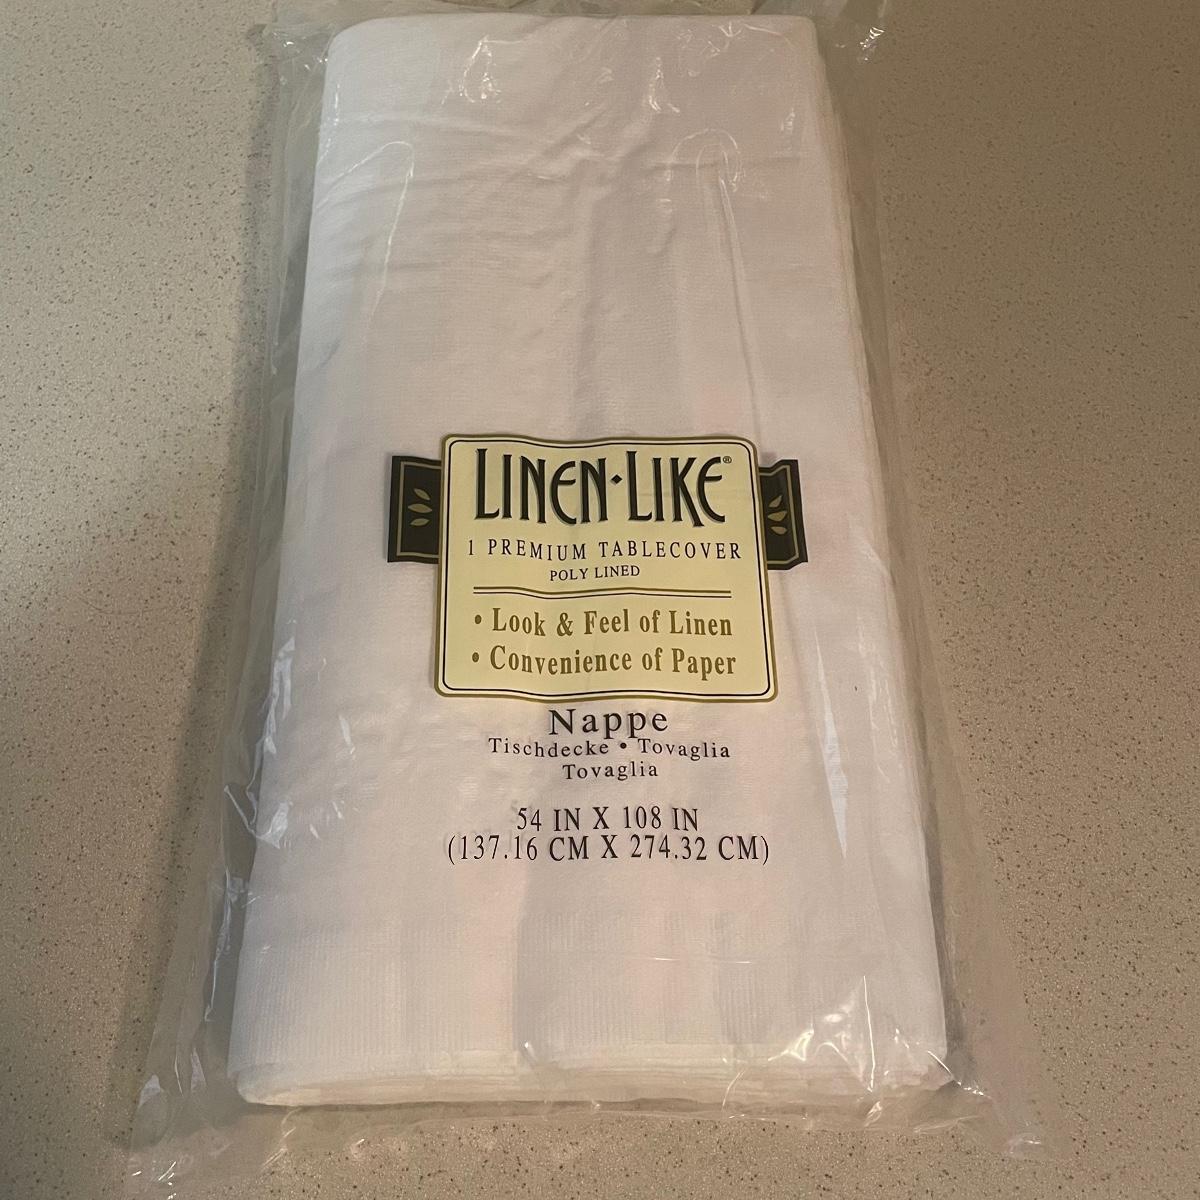 LINEN·LIKE®
1 PREMIUM TABLECOVER
POLY LINED
• Look & Feel of Linen
• Convenience of Paper
Nappe
Tischdecke • Tovaglia
Tovaglia
54 IN X 108 IN
(137.16 CM X 274.32 CM)